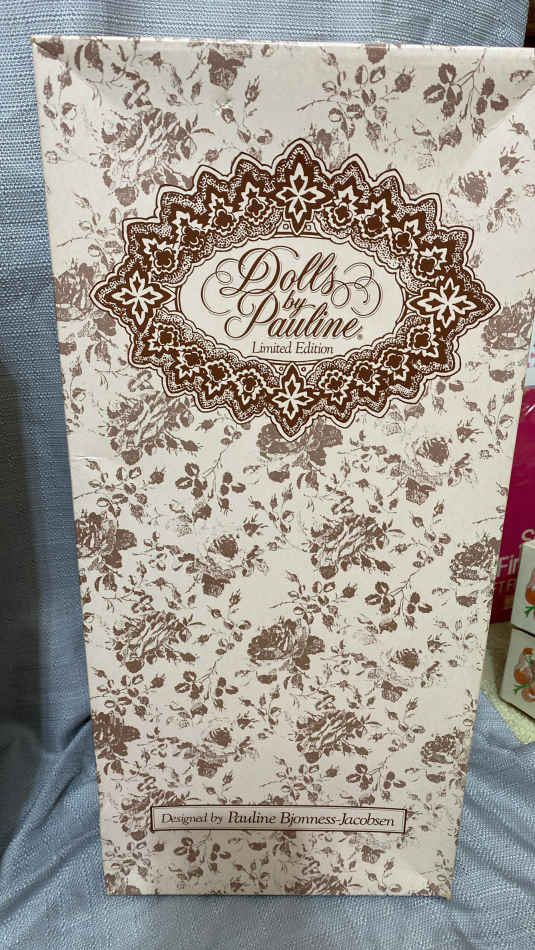 Dolls
by
Pauline®
Limited Edition
Designed by Pauline Bjonness-Jacobsen